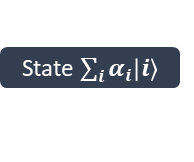 State ∑ᵢ αᵢ|i⟩